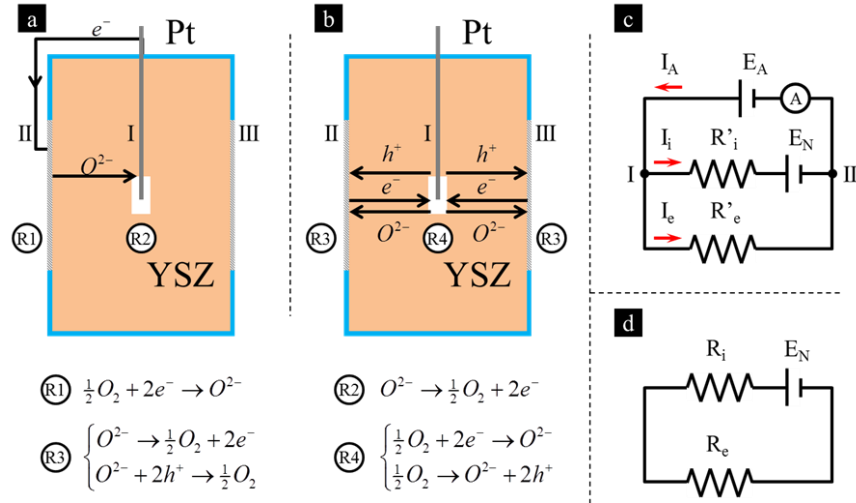 a
e⁻
Pt
II
I
III
O²⁻
R1
R2
YSZ
b
Pt
II
I
III
h⁺
h⁺
e⁻
e⁻
O²⁻
O²⁻
R3
R4
R3
YSZ
c
I_A
E_A
A
I_i
R'_i
E_N
I
II
I_e
R'_e
d
R_i
E_N
R_e
R1 ½O₂ + 2e⁻ → O²⁻
R2 O²⁻ → ½O₂ + 2e⁻
R3 { O²⁻ → ½O₂ + 2e⁻
O²⁻ + 2h⁺ → ½O₂
R4 { ½O₂ + 2e⁻ → O²⁻
½O₂ → O²⁻ + 2h⁺